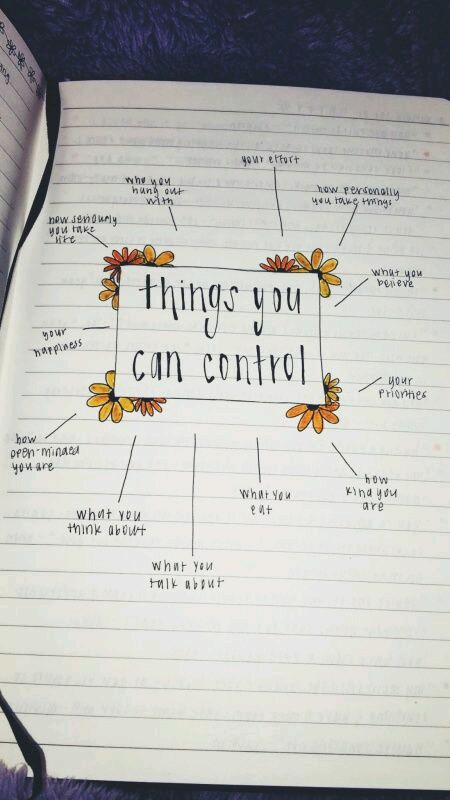 things you
can control
your effort
how personally
you take things
what you
believe
your
priorities
how
kind you
are
what you
eat
what you
talk about
what you
think about
how
open-minded
you are
your
happiness
how seriously
you take
life
who you
hung out
with